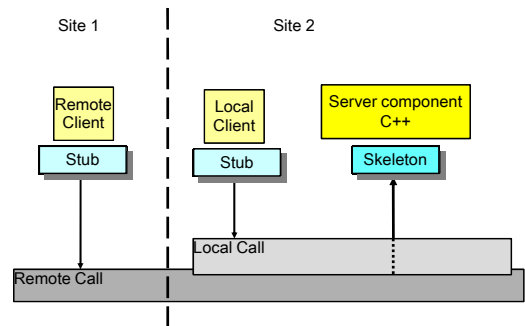 Site 1
Site 2
Remote
Client
Local
Client
Server component
C++
Stub
Stub
Skeleton
Local Call
Remote Call